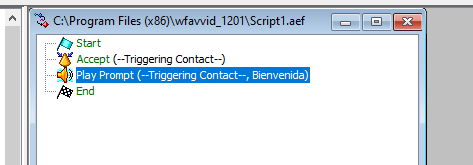 C:\Program Files (x86)\wfavvid_1201\Script1.aef
Start
Accept (--Triggering Contact--)
Play Prompt (--Triggering Contact--, Bienvenida)
End